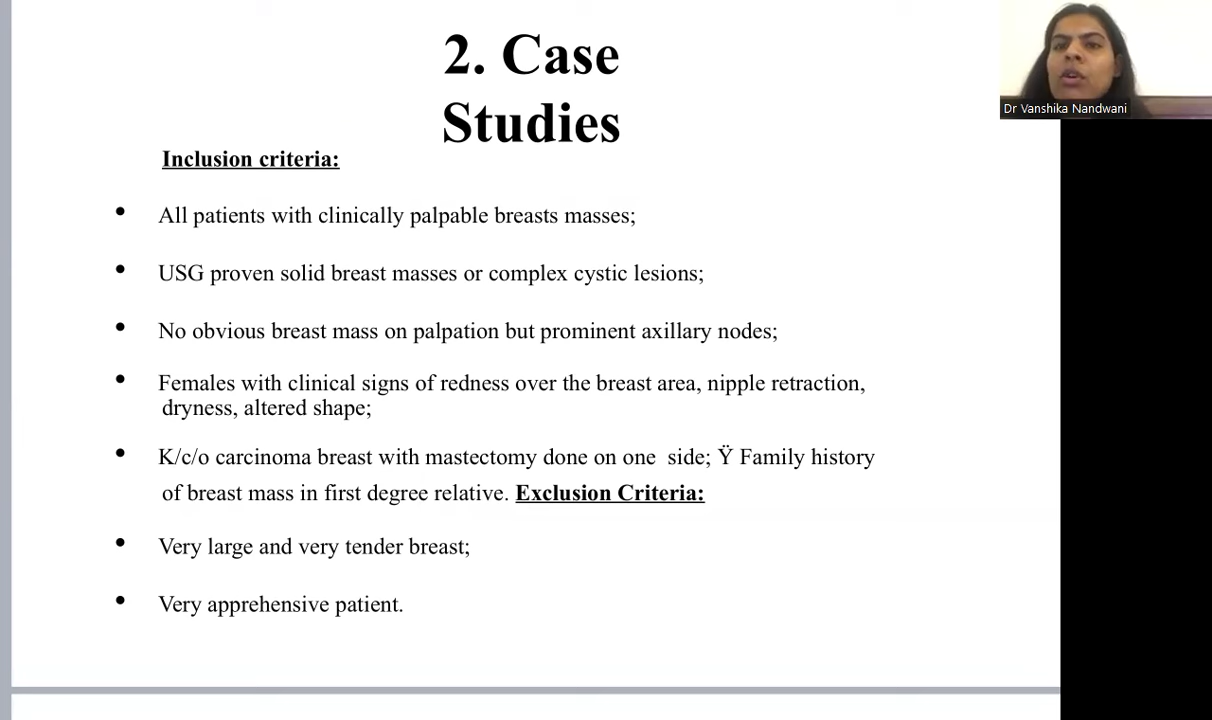 2. Case
Studies
Dr Vanshika Nandwani
Inclusion criteria:
• All patients with clinically palpable breasts masses;
• USG proven solid breast masses or complex cystic lesions;
• No obvious breast mass on palpation but prominent axillary nodes;
• Females with clinical signs of redness over the breast area, nipple retraction,
dryness, altered shape;
• K/c/o carcinoma breast with mastectomy done on one side; Ÿ Family history
of breast mass in first degree relative. Exclusion Criteria:
• Very large and very tender breast;
• Very apprehensive patient.